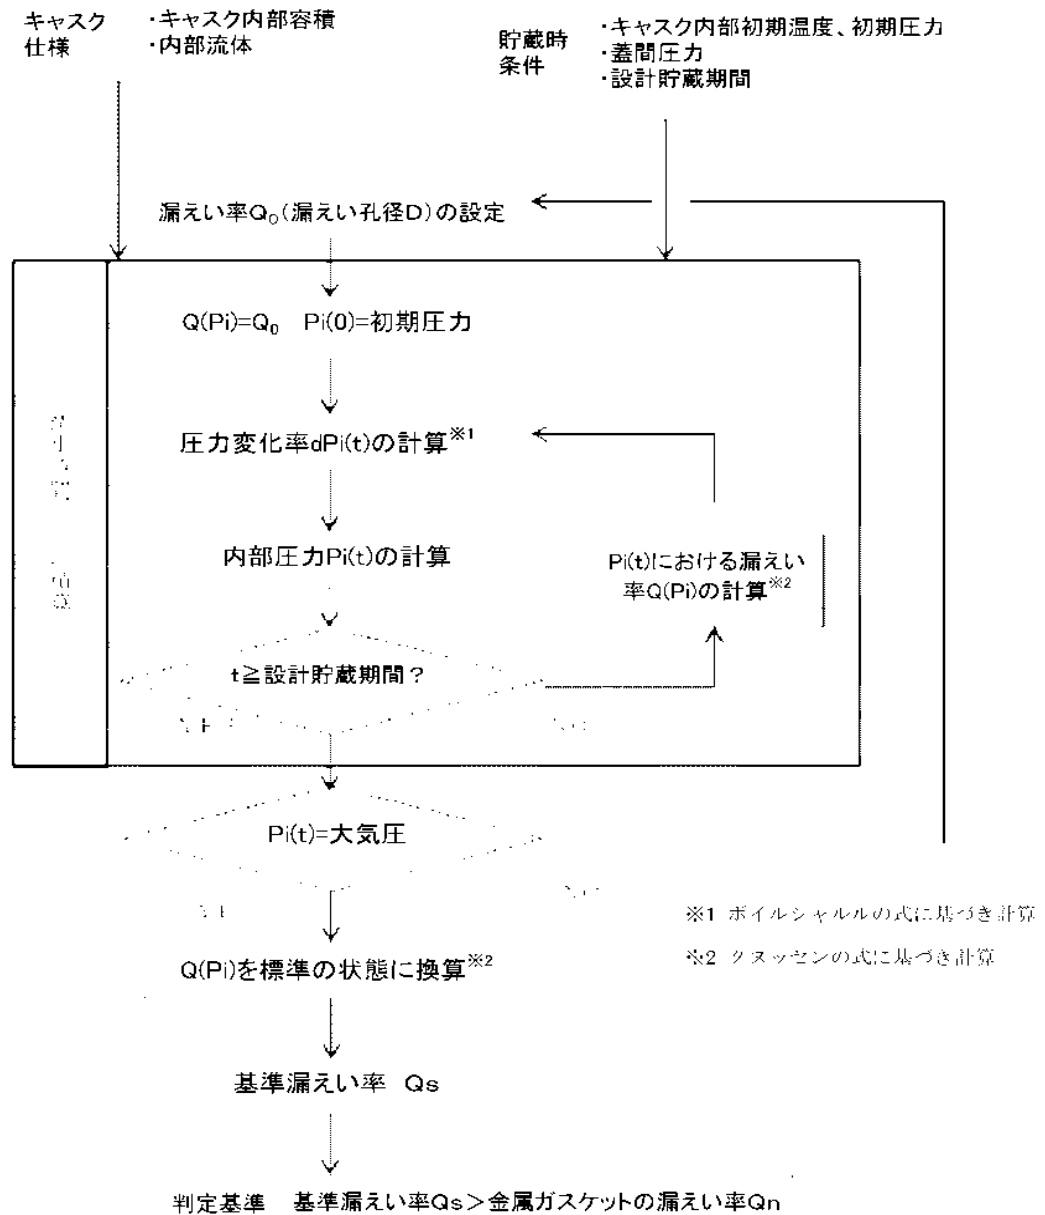 キャスク
仕様
・キャスク内部容積
・内部流体
貯蔵時
条件
・キャスク内部初期温度、初期圧力
・蓋間圧力
・設計貯蔵期間
漏えい率Q₀(漏えい孔径D)の設定
Q(Pi)=Q₀ Pi(0)=初期圧力
圧力変化率dPi(t)の計算※1
内部圧力Pi(t)の計算
Pi(t)における漏えい
率Q(Pi)の計算※2
t≧設計貯蔵期間？
Pi(t)=大気圧
※1 ボイルシャルルの式に基づき計算
※2 クヌッセンの式に基づき計算
Q(Pi)を標準の状態に換算※2
基準漏えい率 Qs
判定基準 基準漏えい率Qs＞金属ガスケットの漏えい率Qn